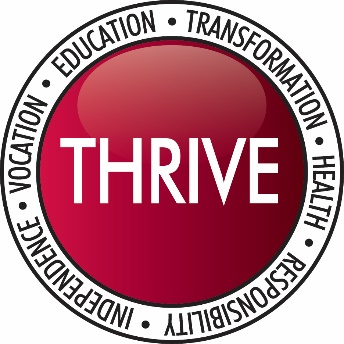 THRIVE
EDUCATION • TRANSFORMATION • HEALTH • RESPONSIBILITY • INDEPENDENCE • VOCATION •